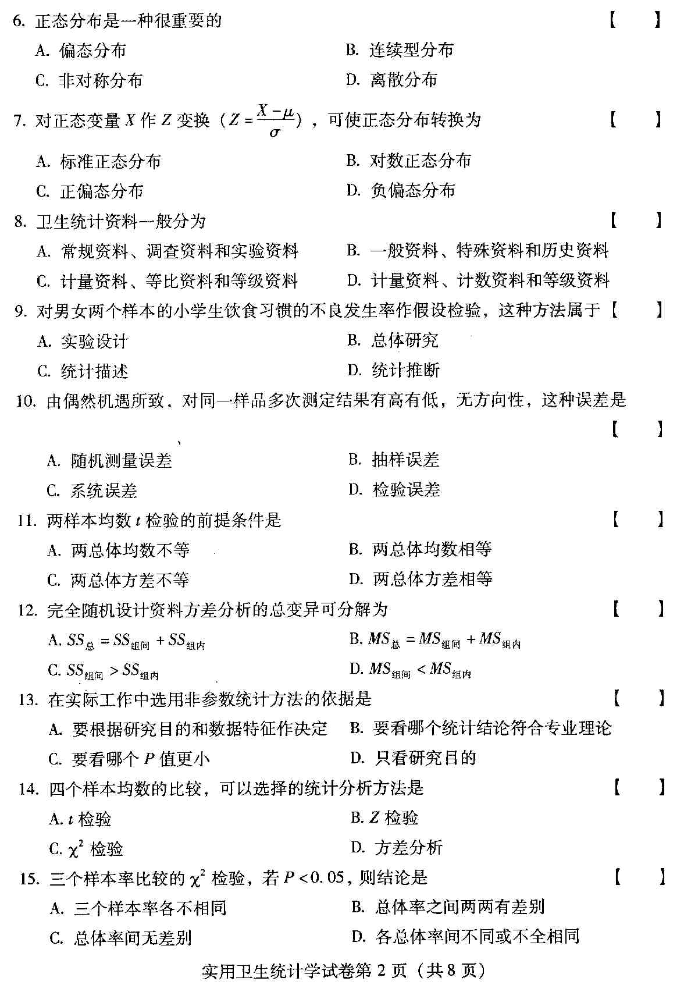 6. 正态分布是一种很重要的 【 】
A. 偏态分布 B. 连续型分布
C. 非对称分布 D. 离散分布
7. 对正态变量 X 作 Z 变换（Z = (X − μ)/σ），可使正态分布转换为 【 】
A. 标准正态分布 B. 对数正态分布
C. 正偏态分布 D. 负偏态分布
8. 卫生统计资料一般分为 【 】
A. 常规资料、调查资料和实验资料 B. 一般资料、特殊资料和历史资料
C. 计量资料、等比资料和等级资料 D. 计量资料、计数资料和等级资料
9. 对男女两个样本的小学生饮食习惯的不良发生率作假设检验，这种方法属于【 】
A. 实验设计 B. 总体研究
C. 统计描述 D. 统计推断
10. 由偶然机遇所致，对同一样品多次测定结果有高有低，无方向性，这种误差是
【 】
A. 随机测量误差 B. 抽样误差
C. 系统误差 D. 检验误差
11. 两样本均数 t 检验的前提条件是 【 】
A. 两总体均数不等 B. 两总体均数相等
C. 两总体方差不等 D. 两总体方差相等
12. 完全随机设计资料方差分析的总变异可分解为 【 】
A. SS总 = SS组间 + SS组内 B. MS总 = MS组间 + MS组内
C. SS组间 > SS组内 D. MS组间 < MS组内
13. 在实际工作中选用非参数统计方法的依据是 【 】
A. 要根据研究目的和数据特征作决定 B. 要看哪个统计结论符合专业理论
C. 要看哪个 P 值更小 D. 只看研究目的
14. 四个样本均数的比较，可以选择的统计分析方法是 【 】
A. t 检验 B. Z 检验
C. χ² 检验 D. 方差分析
15. 三个样本率比较的 χ² 检验，若 P < 0. 05，则结论是 【 】
A. 三个样本率各不相同 B. 总体率之间两两有差别
C. 总体率间无差别 D. 各总体率间不同或不全相同
实用卫生统计学试卷第 2 页（共 8 页）